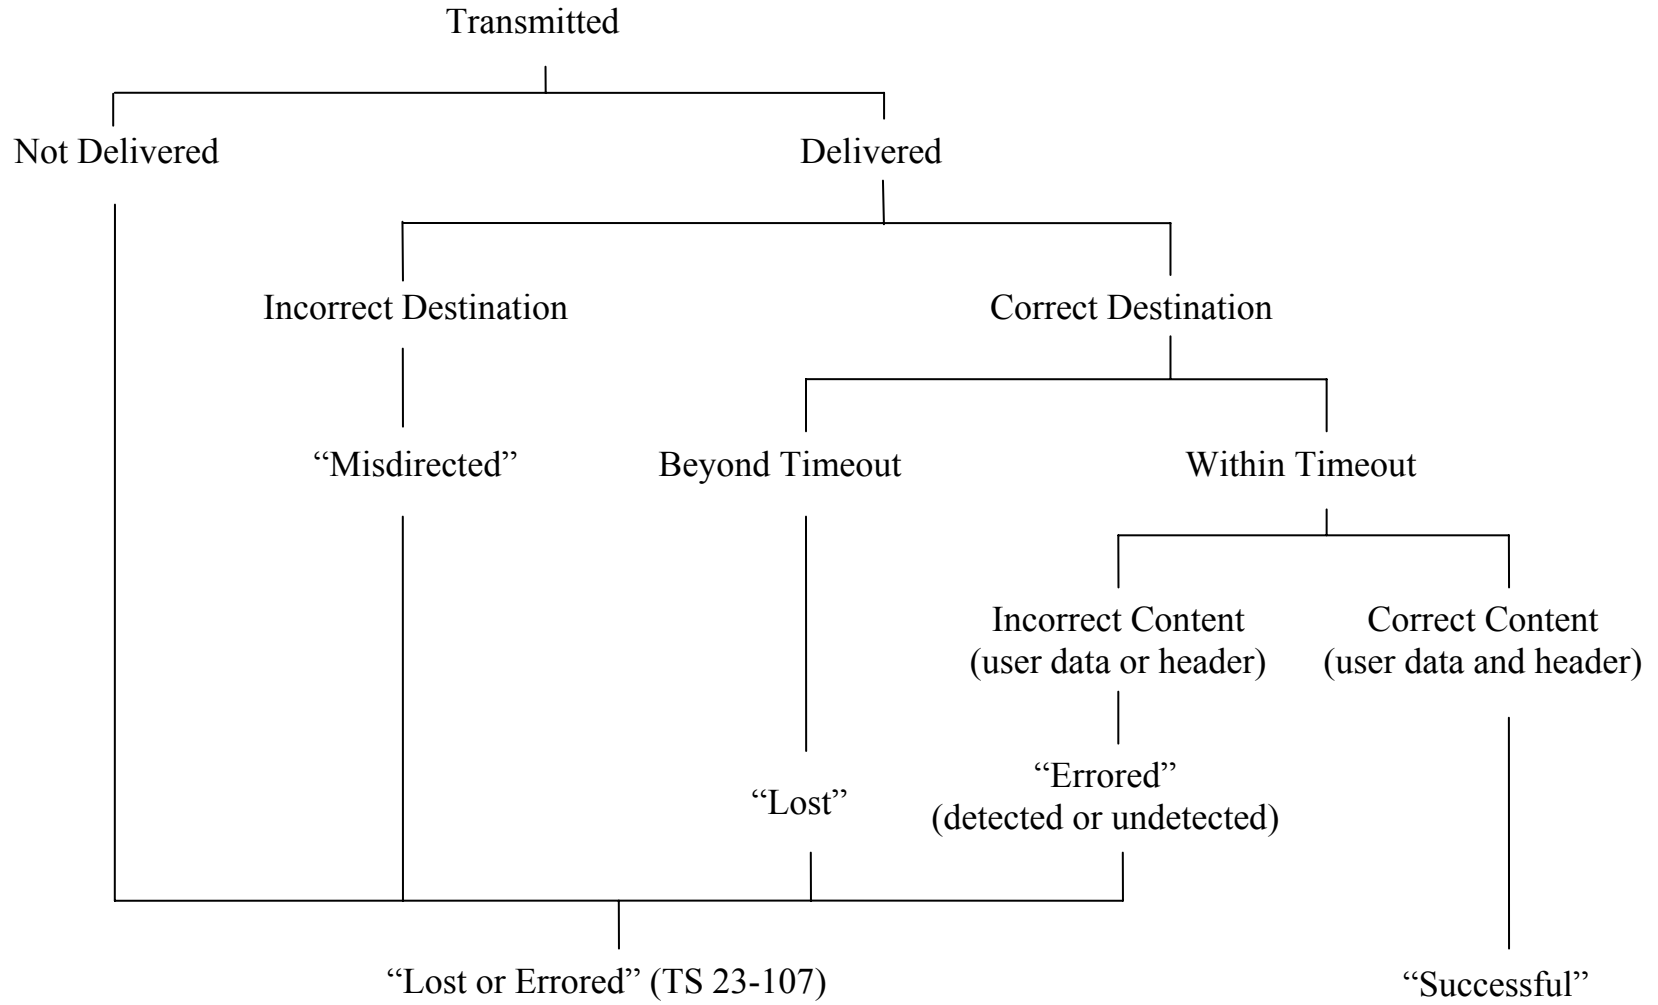 Transmitted
Not Delivered
Delivered
Incorrect Destination
Correct Destination
“Misdirected”
Beyond Timeout
Within Timeout
Incorrect Content
(user data or header)
Correct Content
(user data and header)
“Lost”
“Errored”
(detected or undetected)
“Lost or Errored” (TS 23-107)
“Successful”